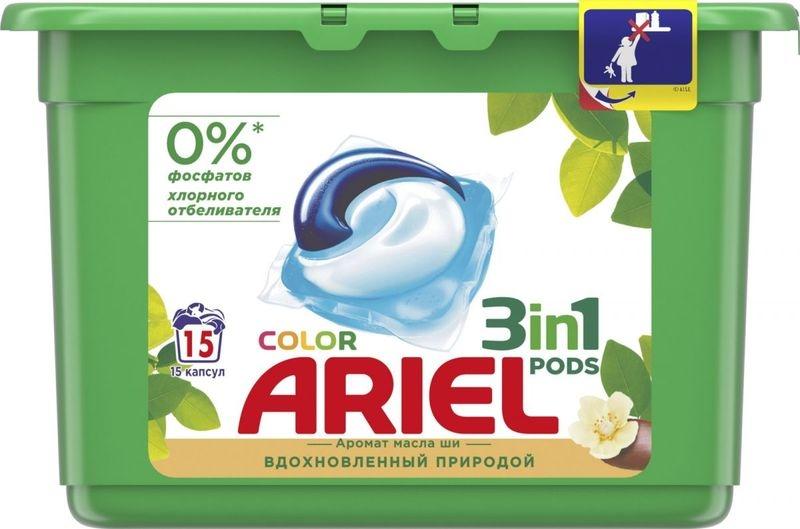 © A.I.S.E.
0%*
фосфатов
хлорного
отбеливателя
15
15 капсул
COLOR
3in1
PODS
ARIEL
Аромат масла ши
ВДОХНОВЛЕННЫЙ ПРИРОДОЙ